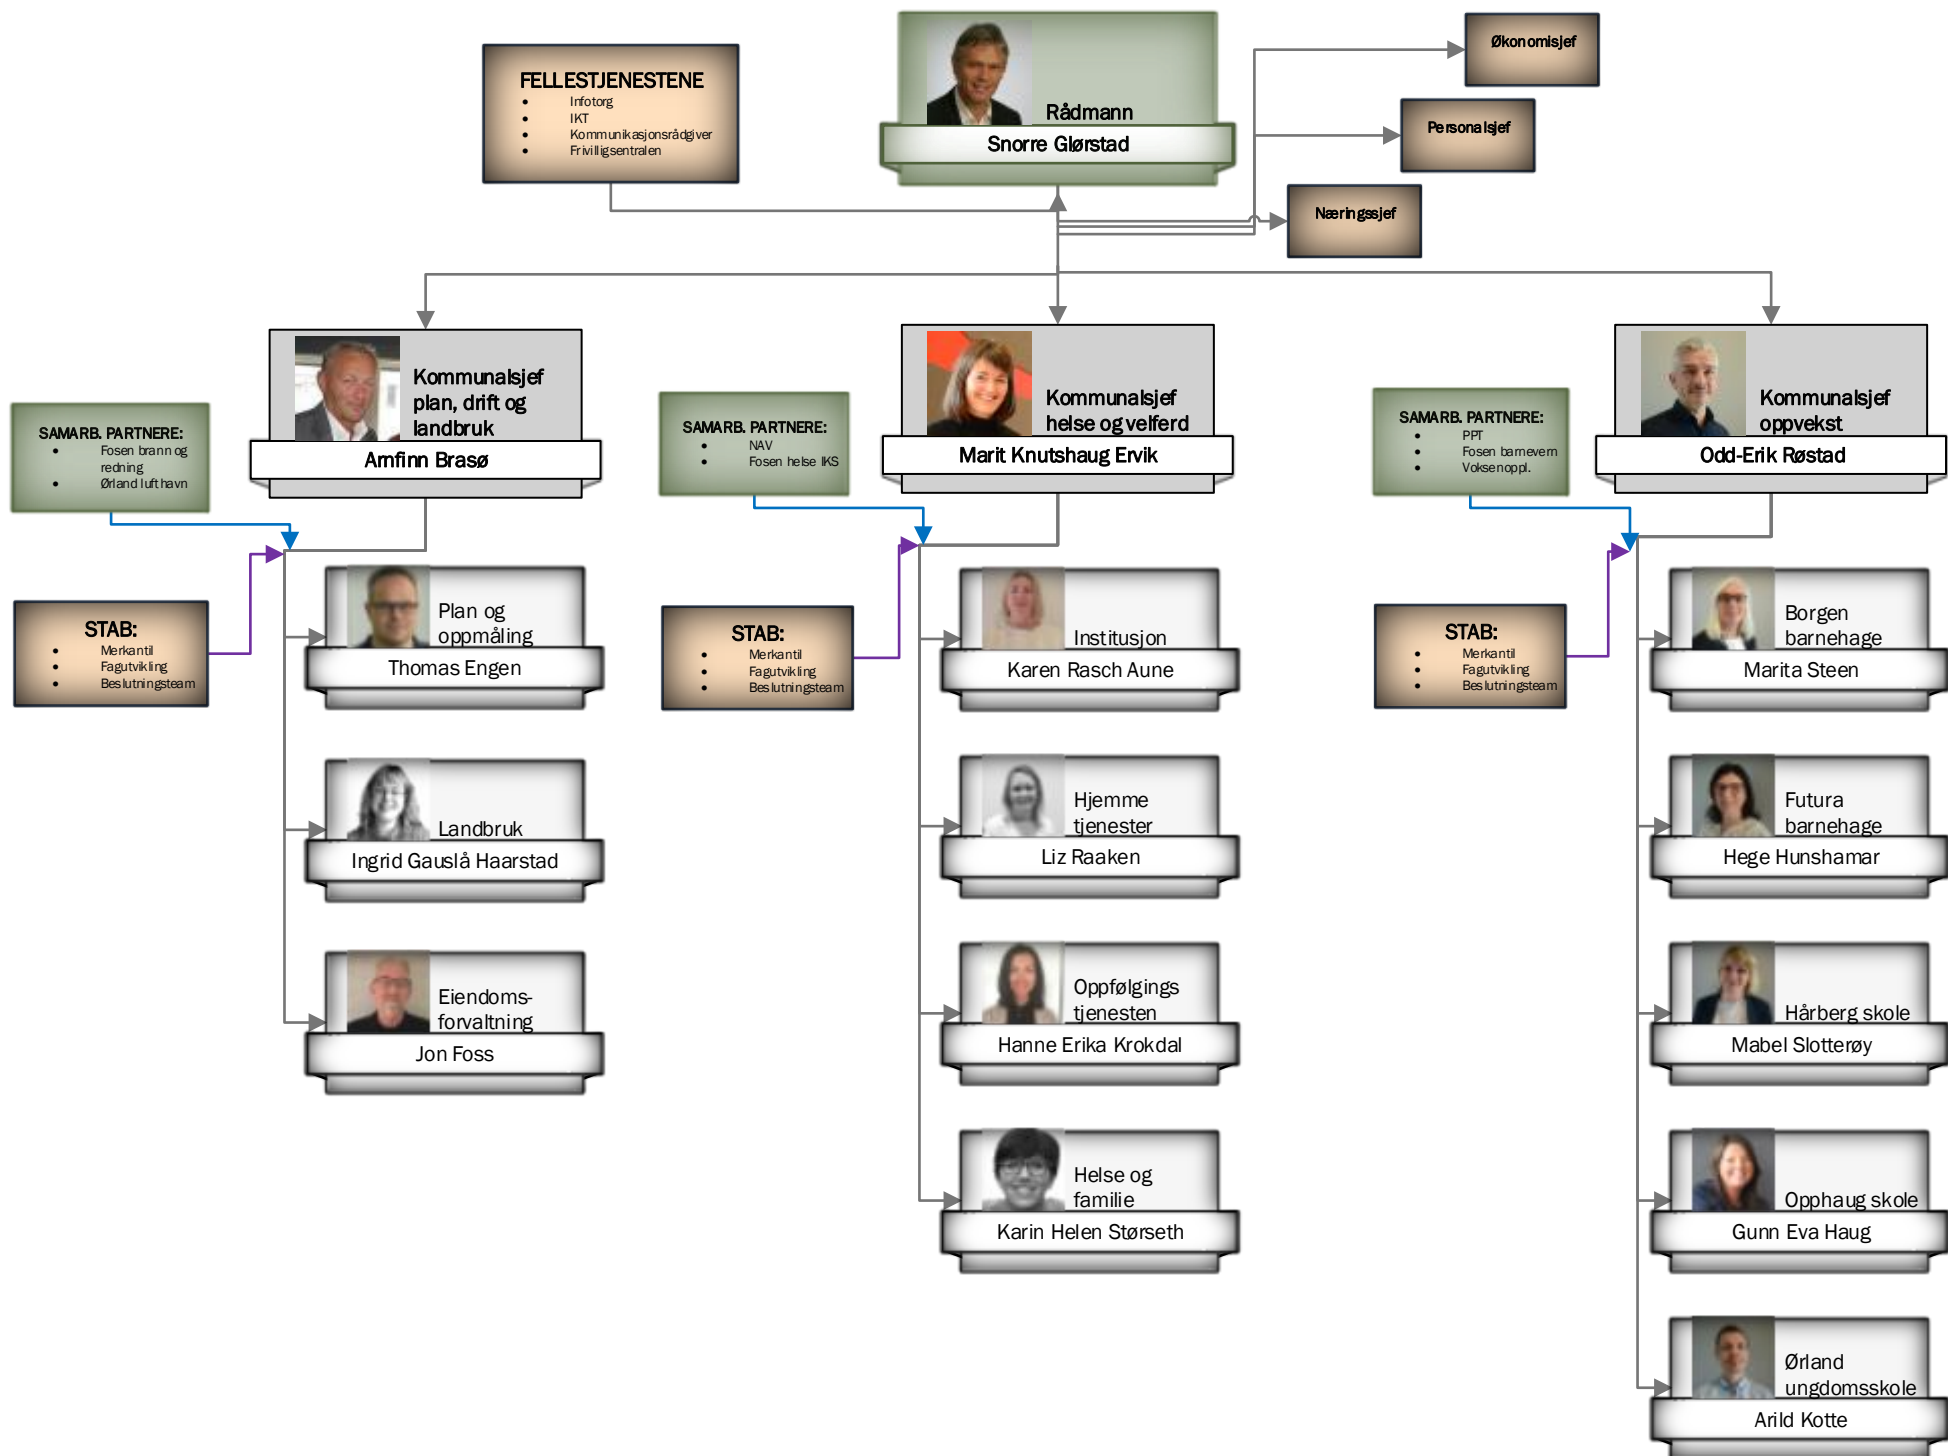 FELLESTJENESTENE
• Infotorg
• IKT
• Kommunikasjonsrådgiver
• Frivilligsentralen
Rådmann
Snorre Glørstad
Økonomisjef
Personalsjef
Næringssjef
Kommunalsjef
plan, drift og
landbruk
Arnfinn Brasø
SAMARB. PARTNERE:
• Fosen brann og
redning
• Ørland lufthavn
STAB:
• Merkantil
• Fagutvikling
• Beslutningsteam
Plan og
oppmåling
Thomas Engen
Landbruk
Ingrid Gauslå Haarstad
Eiendoms-
forvaltning
Jon Foss
Kommunalsjef
helse og velferd
Marit Knutshaug Ervik
SAMARB. PARTNERE:
• NAV
• Fosen helse IKS
STAB:
• Merkantil
• Fagutvikling
• Beslutningsteam
Institusjon
Karen Rasch Aune
Hjemme
tjenester
Liz Raaken
Oppfølgings
tjenesten
Hanne Erika Krokdal
Helse og
familie
Karin Helen Størseth
Kommunalsjef
oppvekst
Odd-Erik Røstad
SAMARB. PARTNERE:
• PPT
• Fosen barnevern
• Voksenoppl.
STAB:
• Merkantil
• Fagutvikling
• Beslutningsteam
Borgen
barnehage
Marita Steen
Futura
barnehage
Hege Hunshamar
Hårberg skole
Mabel Slotterøy
Opphaug skole
Gunn Eva Haug
Ørland
ungdomsskole
Arild Kotte